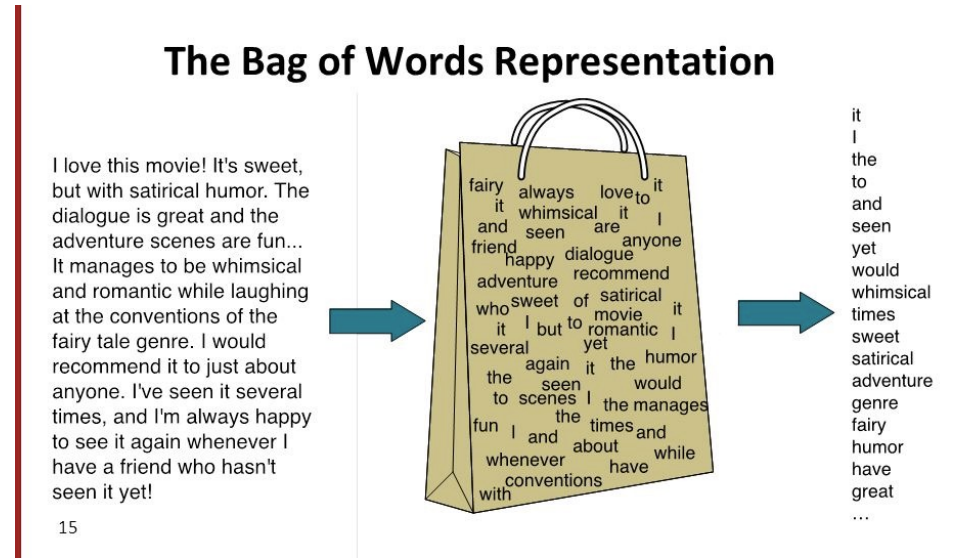 The Bag of Words Representation
I love this movie! It's sweet,
but with satirical humor. The
dialogue is great and the
adventure scenes are fun...
It manages to be whimsical
and romantic while laughing
at the conventions of the
fairy tale genre. I would
recommend it to just about
anyone. I've seen it several
times, and I'm always happy
to see it again whenever I
have a friend who hasn't
seen it yet!
15
fairy always love to it
it whimsical it I
and seen are anyone
friend happy dialogue
adventure recommend
who sweet of satirical it
it I but to movie romantic I
several yet
again it the humor
the seen would
to scenes I the manages
fun I and the times and
whenever about while
have
conventions
with
it
I
the
to
and
seen
yet
would
whimsical
times
sweet
satirical
adventure
genre
fairy
humor
have
great
…